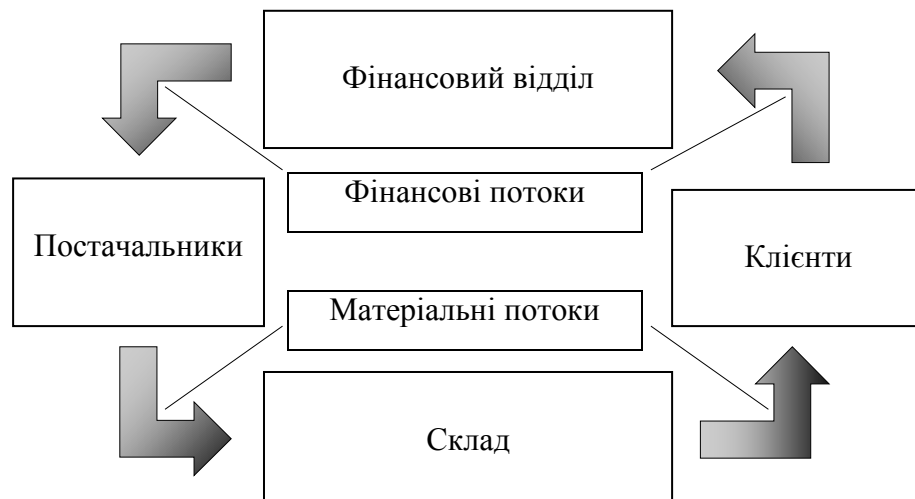 Фінансовий відділ
Фінансові потоки
Постачальники
Клієнти
Матеріальні потоки
Склад